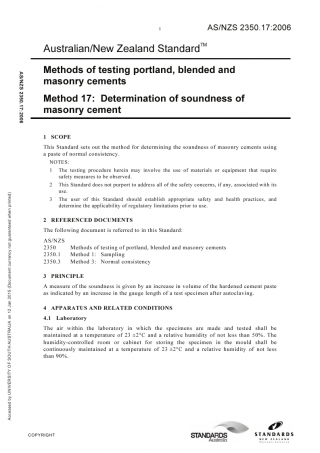 1
AS/NZS 2350.17:2006
Australian/New Zealand Standard™
Methods of testing portland, blended and
masonry cements
Method 17: Determination of soundness of
masonry cement
1 SCOPE
This Standard sets out the method for determining the soundness of masonry cements using
a paste of normal consistency.
NOTES:
1 The testing procedure herein may involve the use of materials or equipment that require
safety measures to be observed.
2 This Standard does not purport to address all of the safety concerns, if any, associated with its
use.
3 The user of this Standard should establish appropriate safety and health practices, and
determine the applicability of regulatory limitations prior to use.
2 REFERENCED DOCUMENTS
The following document is referred to in this Standard:
AS/NZS
2350 Methods of testing portland, blended and masonry cements
2350.1 Method 1: Sampling
2350.3 Method 3: Normal consistency
3 PRINCIPLE
A measure of the soundness is given by an increase in volume of the hardened cement paste
as indicated by an increase in the gauge length of a test specimen after autoclaving.
4 APPARATUS AND RELATED CONDITIONS
4.1 Laboratory
The air within the laboratory in which the specimens are made and tested shall be
maintained at a temperature of 23 ±2°C and a relative humidity of not less than 50%. The
humidity-controlled room or cabinet for storing the specimen in the mould shall be
continuously maintained at a temperature of 23 ±2°C and a relative humidity of not less
than 90%.
AS/NZS 2350.17:2006
Accessed by UNIVERSITY OF SOUTH AUSTRALIA on 12 Jan 2015 (Document currency not guaranteed when printed)
COPYRIGHT
STANDARDS
Australia
STANDARDS
NEW ZEALAND